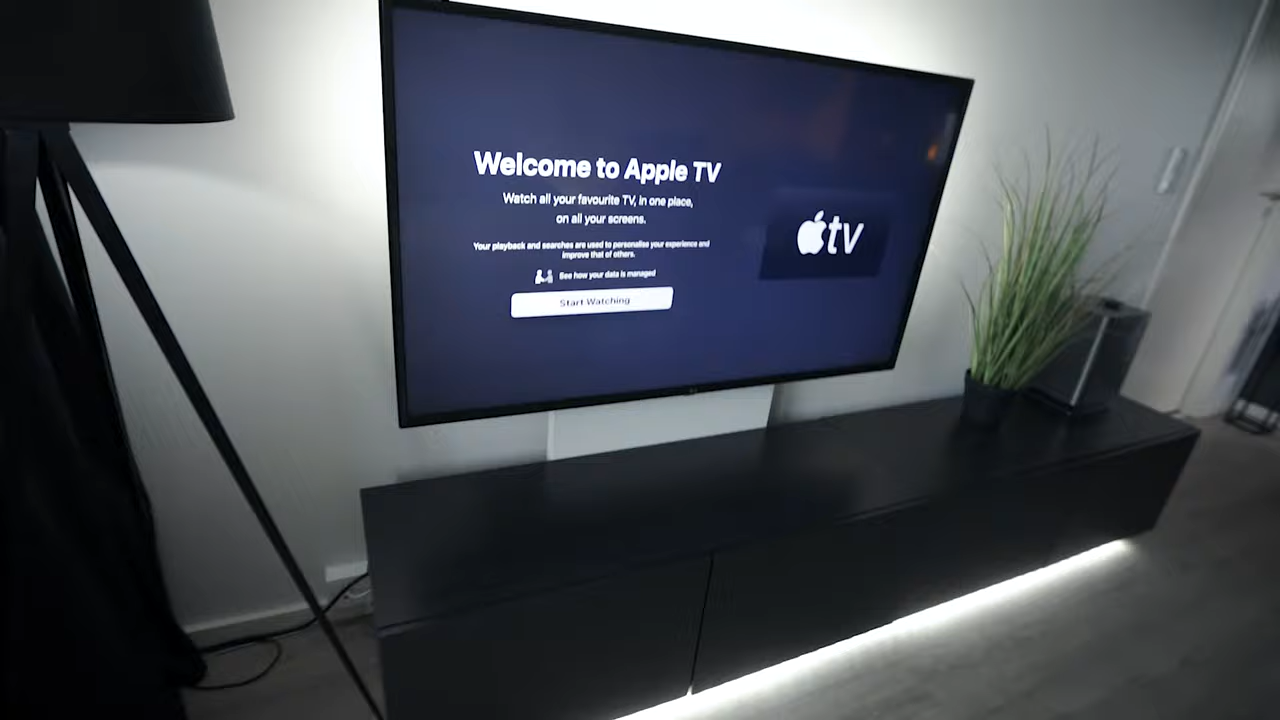 Welcome to Apple TV
Watch all your favourite TV, in one place,
on all your screens.
Your playback and searches are used to personalise your experience and
improve that of others.
See how your data is managed
Start Watching
tv